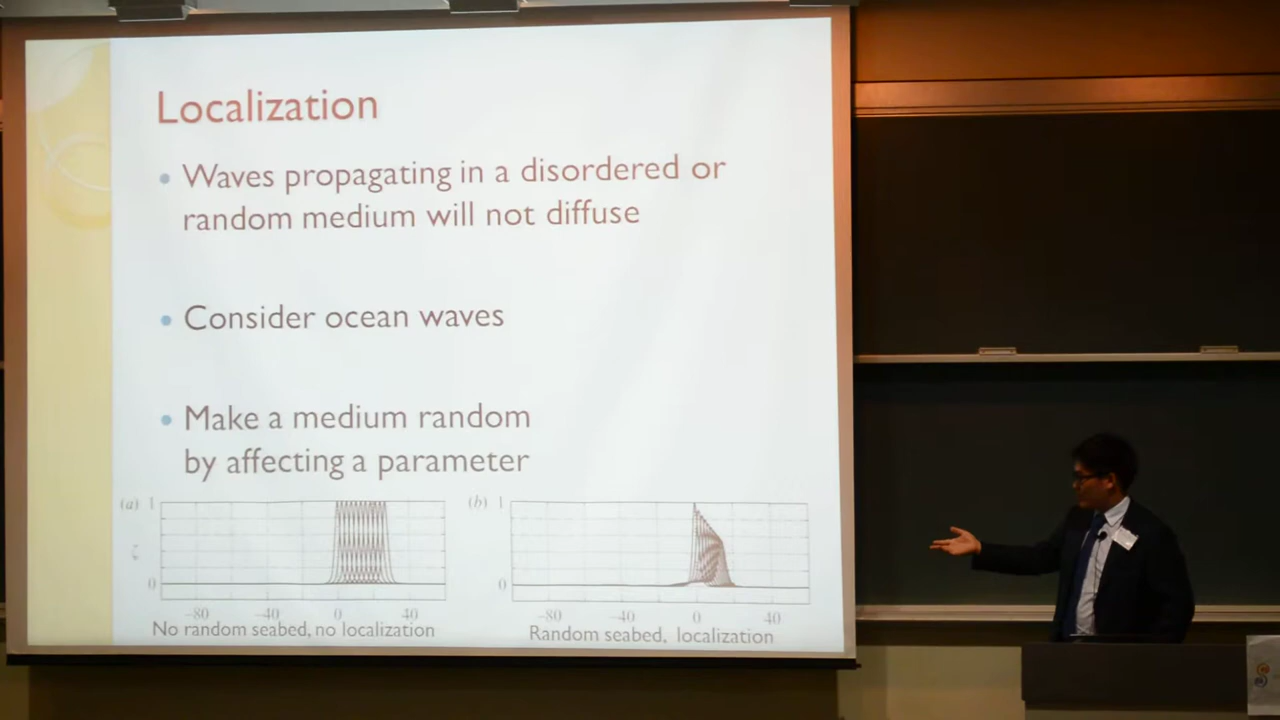 Localization
• Waves propagating in a disordered or
random medium will not diffuse
• Consider ocean waves
• Make a medium random
by affecting a parameter
(a) 1
(b) 1
ζ
0
0
-80 -40 0 40
-80 -40 0 40
No random seabed, no localization
Random seabed, localization